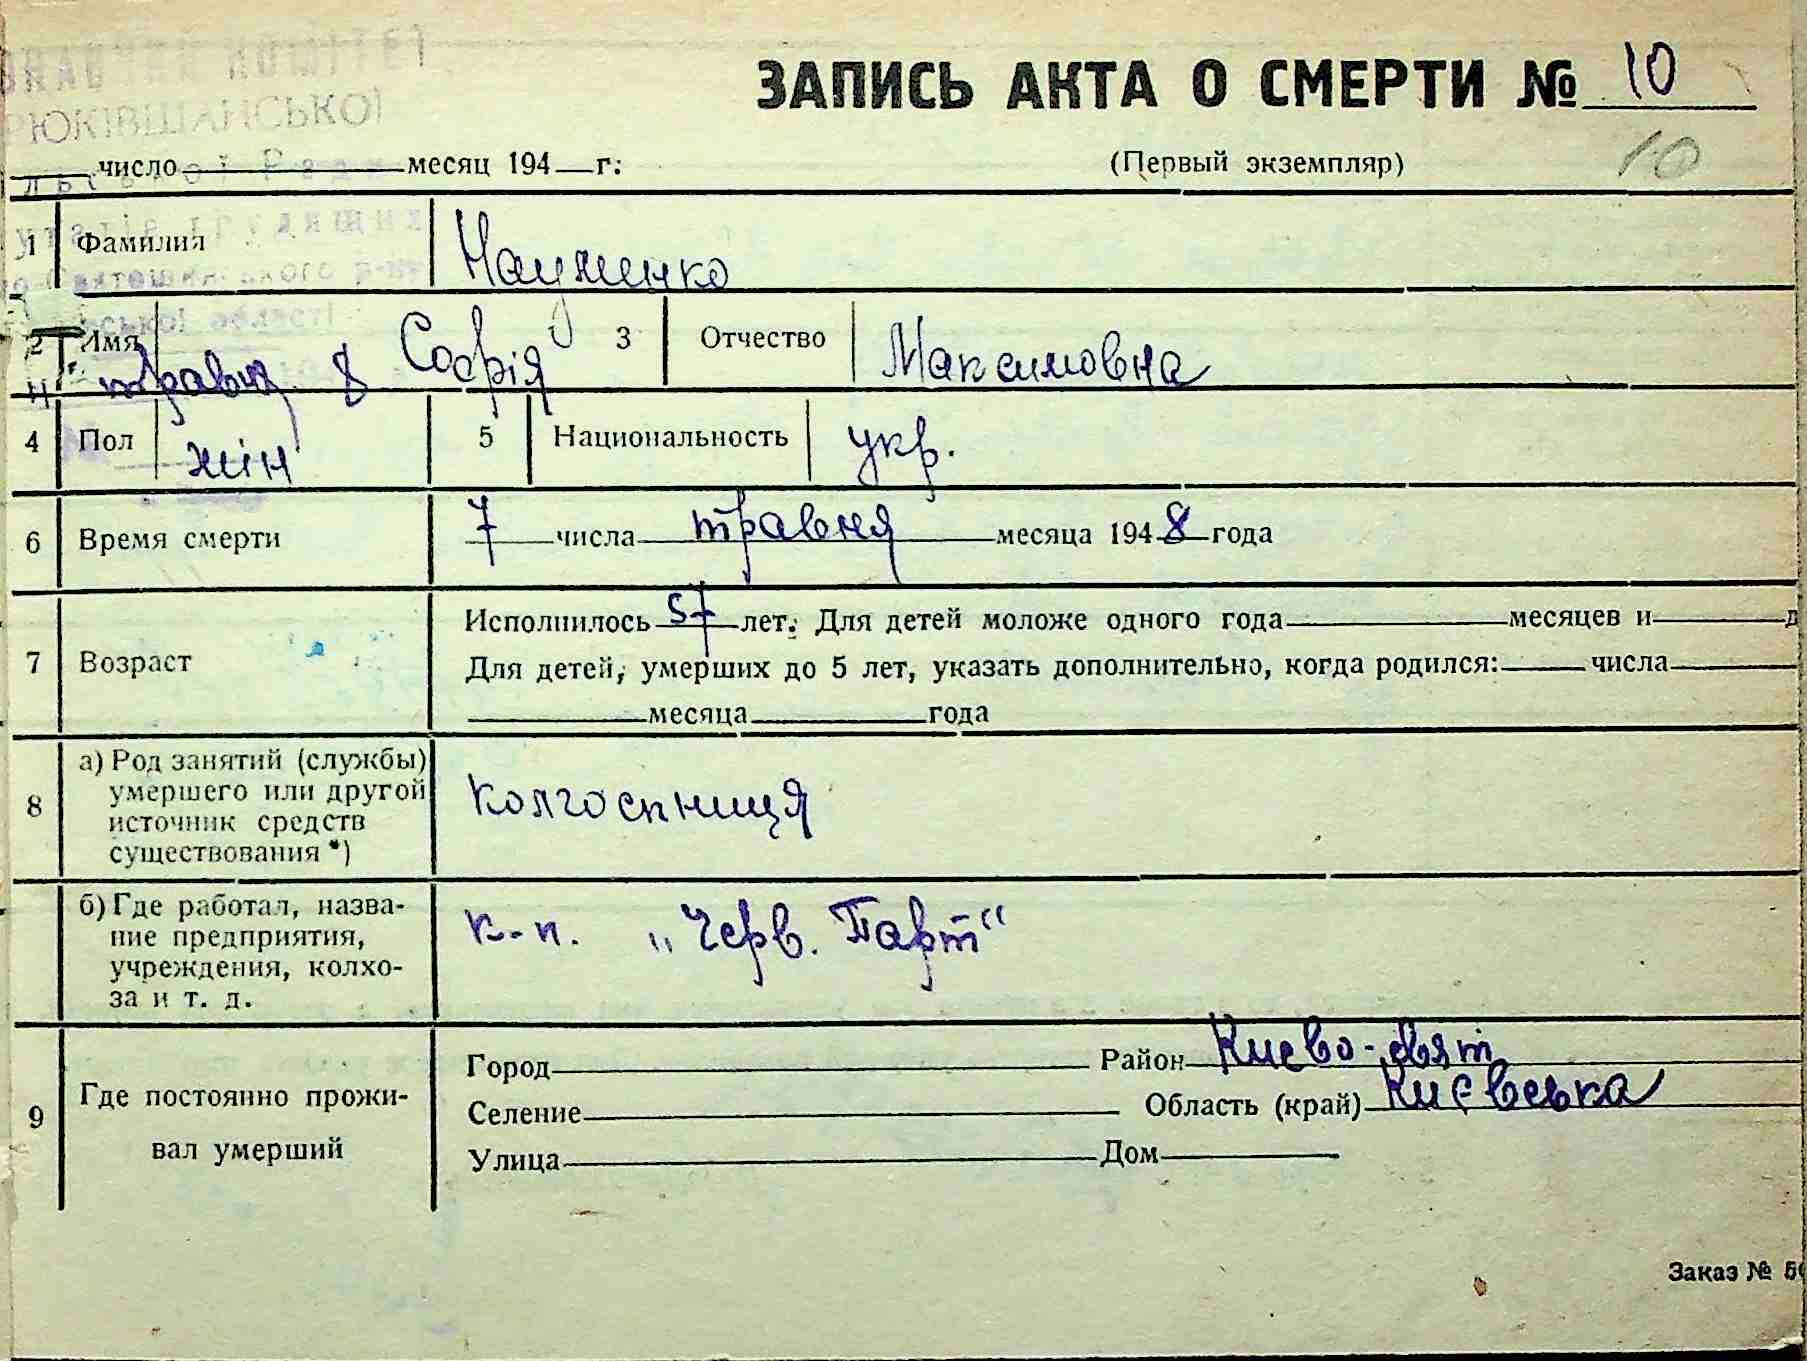 ЗАПИСЬ АКТА О СМЕРТИ № 10
КОМІТЕТ
РЮКІВЩАНСЬКОЇ
число месяц 194 г: (Первый экземпляр) 10
1 Фамилия Науменко
2 Имя Софія 3 Отчество Максимовна
травня 8
4 Пол жін 5 Национальность укр.
6 Время смерти 7 числа травня месяца 1948 года
7 Возраст Исполнилось 57 лет. Для детей моложе одного года месяцев и д
Для детей, умерших до 5 лет, указать дополнительно, когда родился: числа
месяца года
8 а) Род занятий (службы)
умершего или другой
источник средств
существования *)
колгоспниця
б) Где работал, назва-
ние предприятия,
учреждения, колхо-
за и т. д.
к-п. „Черв. Парт“
9 Где постоянно прожи-
вал умерший
Город Район Києво-Свят
Селение Область (край) Києвська
Улица Дом
Заказ №